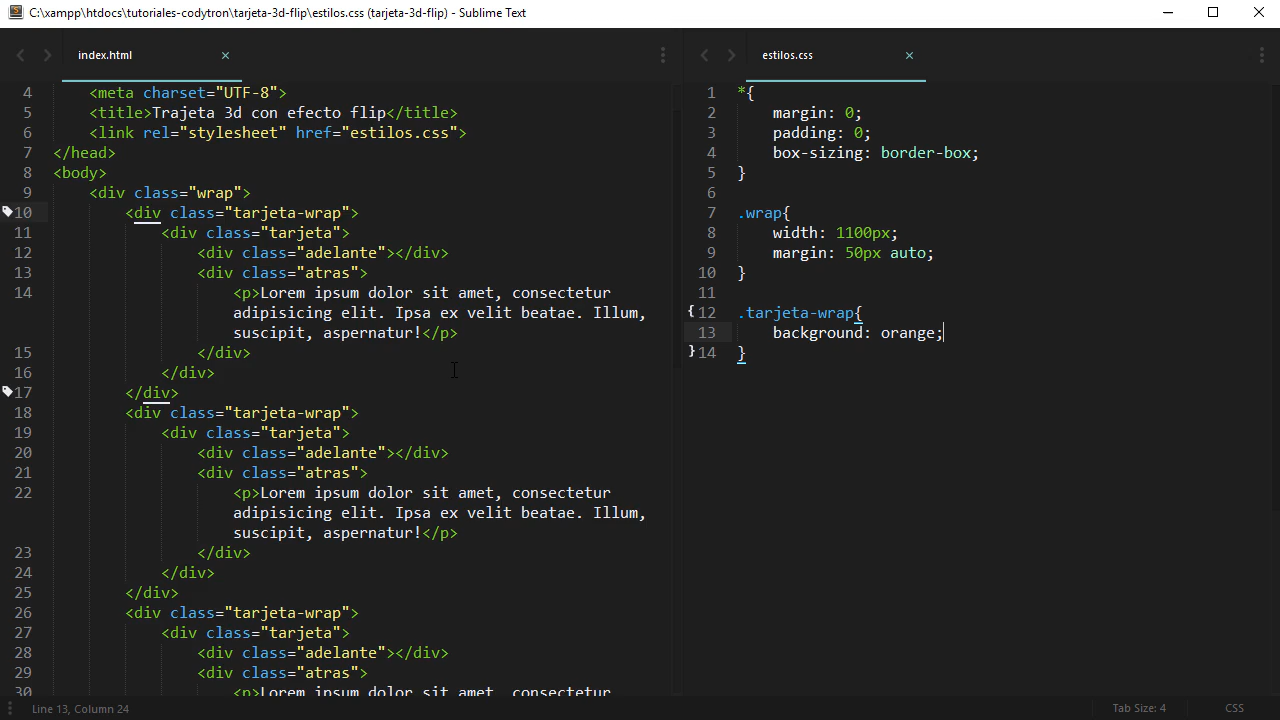 C:\xampp\htdocs\tutoriales-codytron\tarjeta-3d-flip\estilos.css (tarjeta-3d-flip) - Sublime Text
index.html
4 <meta charset="UTF-8">
5 <title>Trajeta 3d con efecto flip</title>
6 <link rel="stylesheet" href="estilos.css">
7 </head>
8 <body>
9 <div class="wrap">
10 <div class="tarjeta-wrap">
11 <div class="tarjeta">
12 <div class="adelante"></div>
13 <div class="atras">
14 <p>Lorem ipsum dolor sit amet, consectetur
adipisicing elit. Ipsa ex velit beatae. Illum,
suscipit, aspernatur!</p>
15 </div>
16 </div>
17 </div>
18 <div class="tarjeta-wrap">
19 <div class="tarjeta">
20 <div class="adelante"></div>
21 <div class="atras">
22 <p>Lorem ipsum dolor sit amet, consectetur
adipisicing elit. Ipsa ex velit beatae. Illum,
suscipit, aspernatur!</p>
23 </div>
24 </div>
25 </div>
26 <div class="tarjeta-wrap">
27 <div class="tarjeta">
28 <div class="adelante"></div>
29 <div class="atras">
30 <p>Lorem ipsum dolor sit amet, consectetur
estilos.css
1 *{
2 margin: 0;
3 padding: 0;
4 box-sizing: border-box;
5 }
6
7 .wrap{
8 width: 1100px;
9 margin: 50px auto;
10 }
11
{12 .tarjeta-wrap{
13 background: orange;
}14 }
Line 13, Column 24
Tab Size: 4
CSS